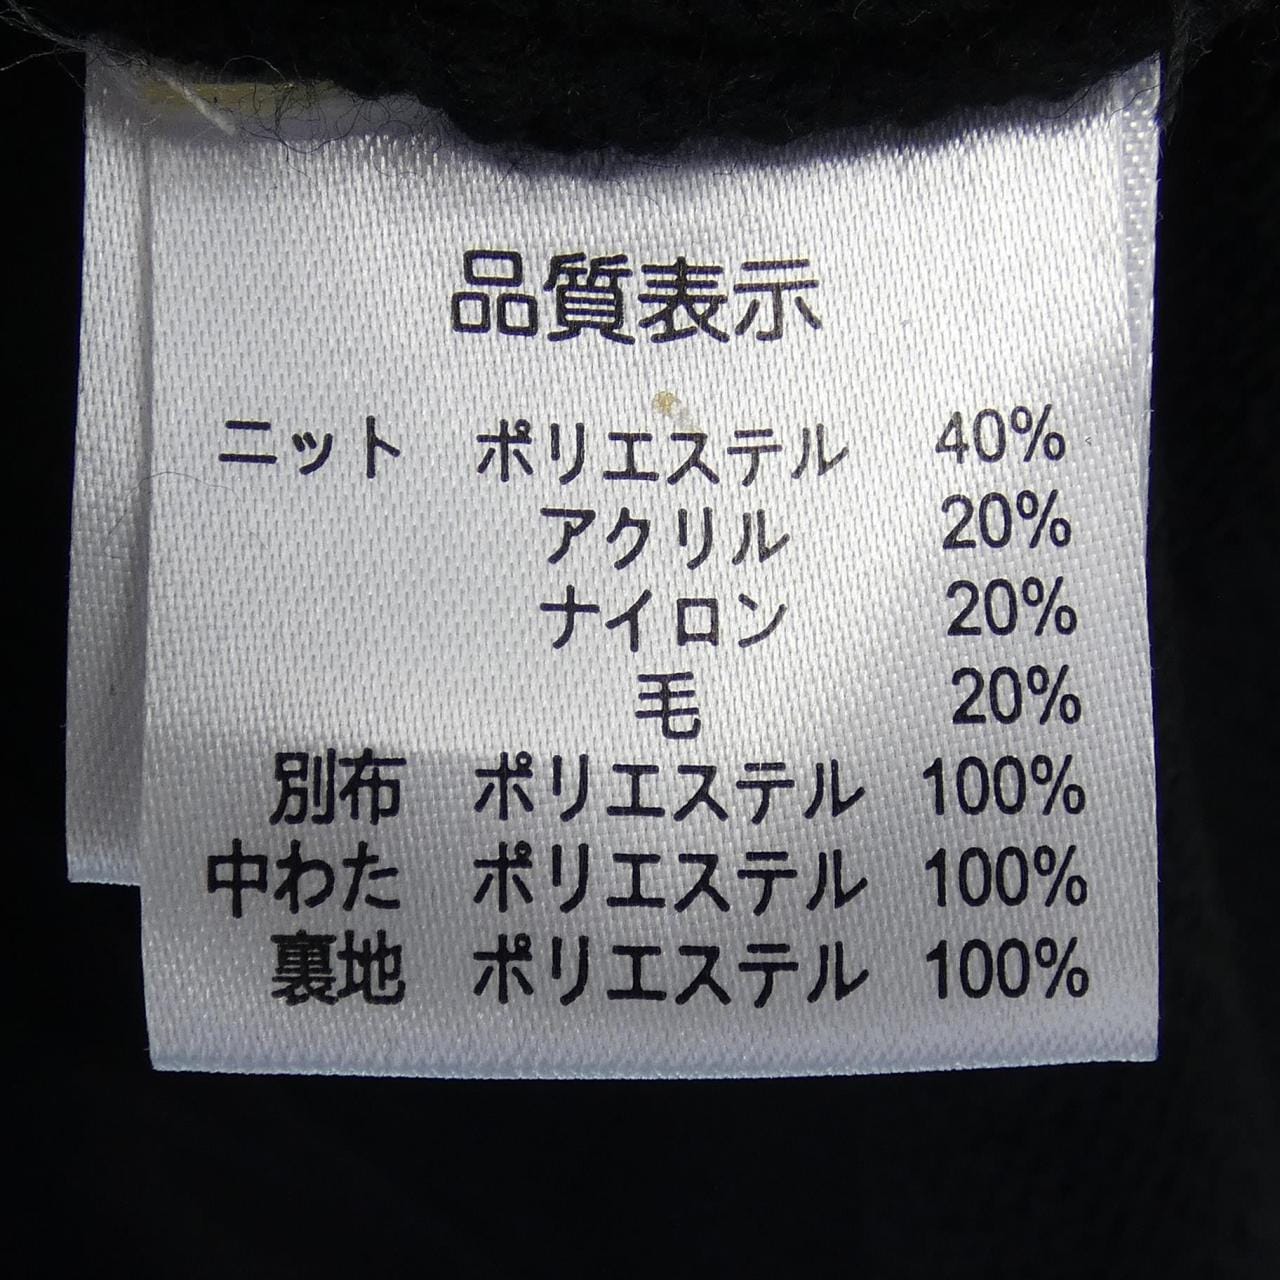 品質表示
ニット ポリエステル 40%
アクリル 20%
ナイロン 20%
毛 20%
別布 ポリエステル 100%
中わた ポリエステル 100%
裏地 ポリエステル 100%